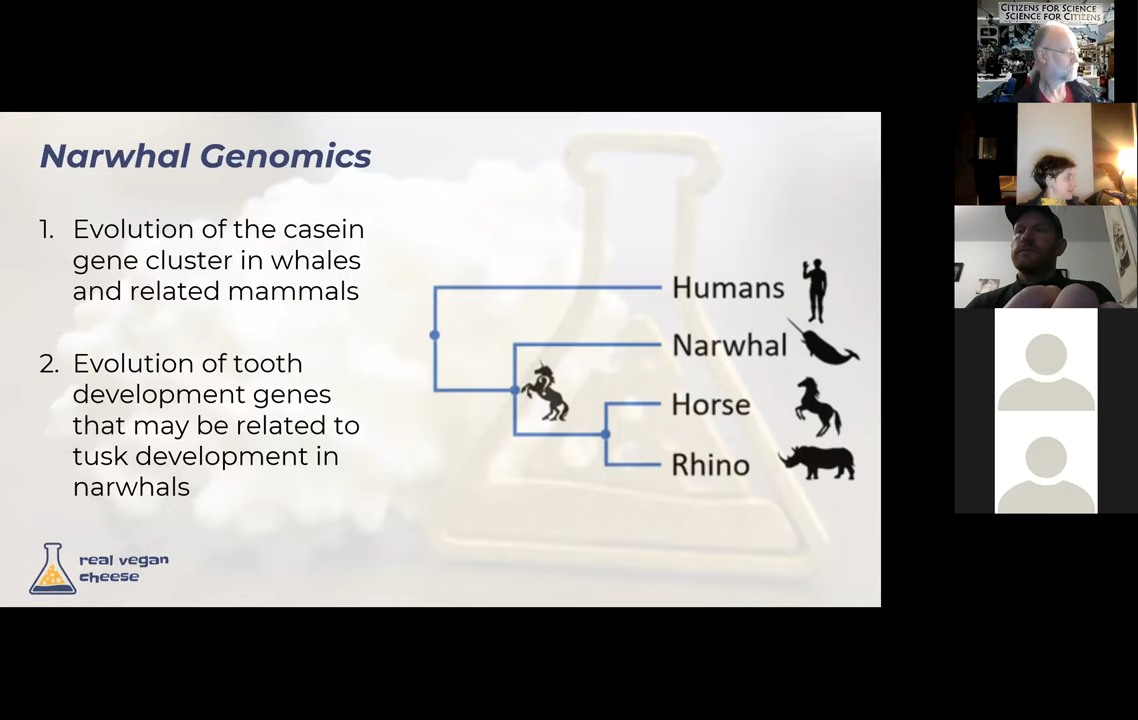 Narwhal Genomics
1. Evolution of the casein
gene cluster in whales
and related mammals
2. Evolution of tooth
development genes
that may be related to
tusk development in
narwhals
Humans
Narwhal
Horse
Rhino
real vegan
cheese
CITIZENS FOR SCIENCE
SCIENCE FOR CITIZENS